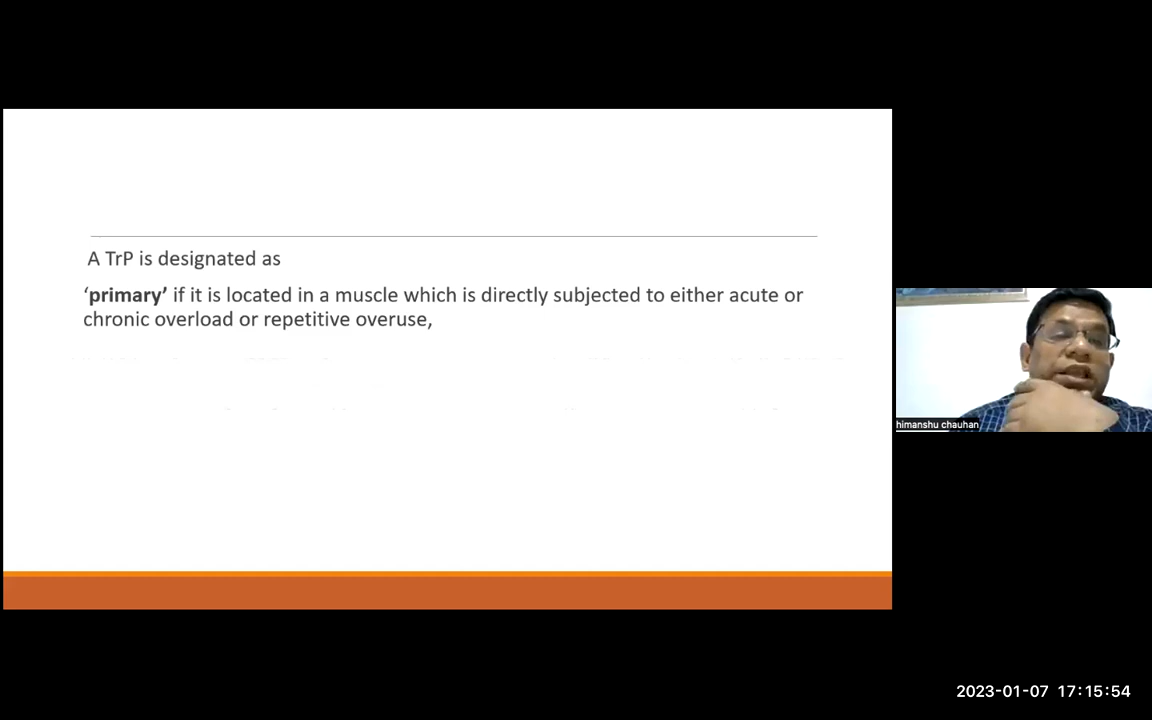 A TrP is designated as
‘primary’ if it is located in a muscle which is directly subjected to either acute or
chronic overload or repetitive overuse,
himanshu chauhan
2023-01-07 17:15:54